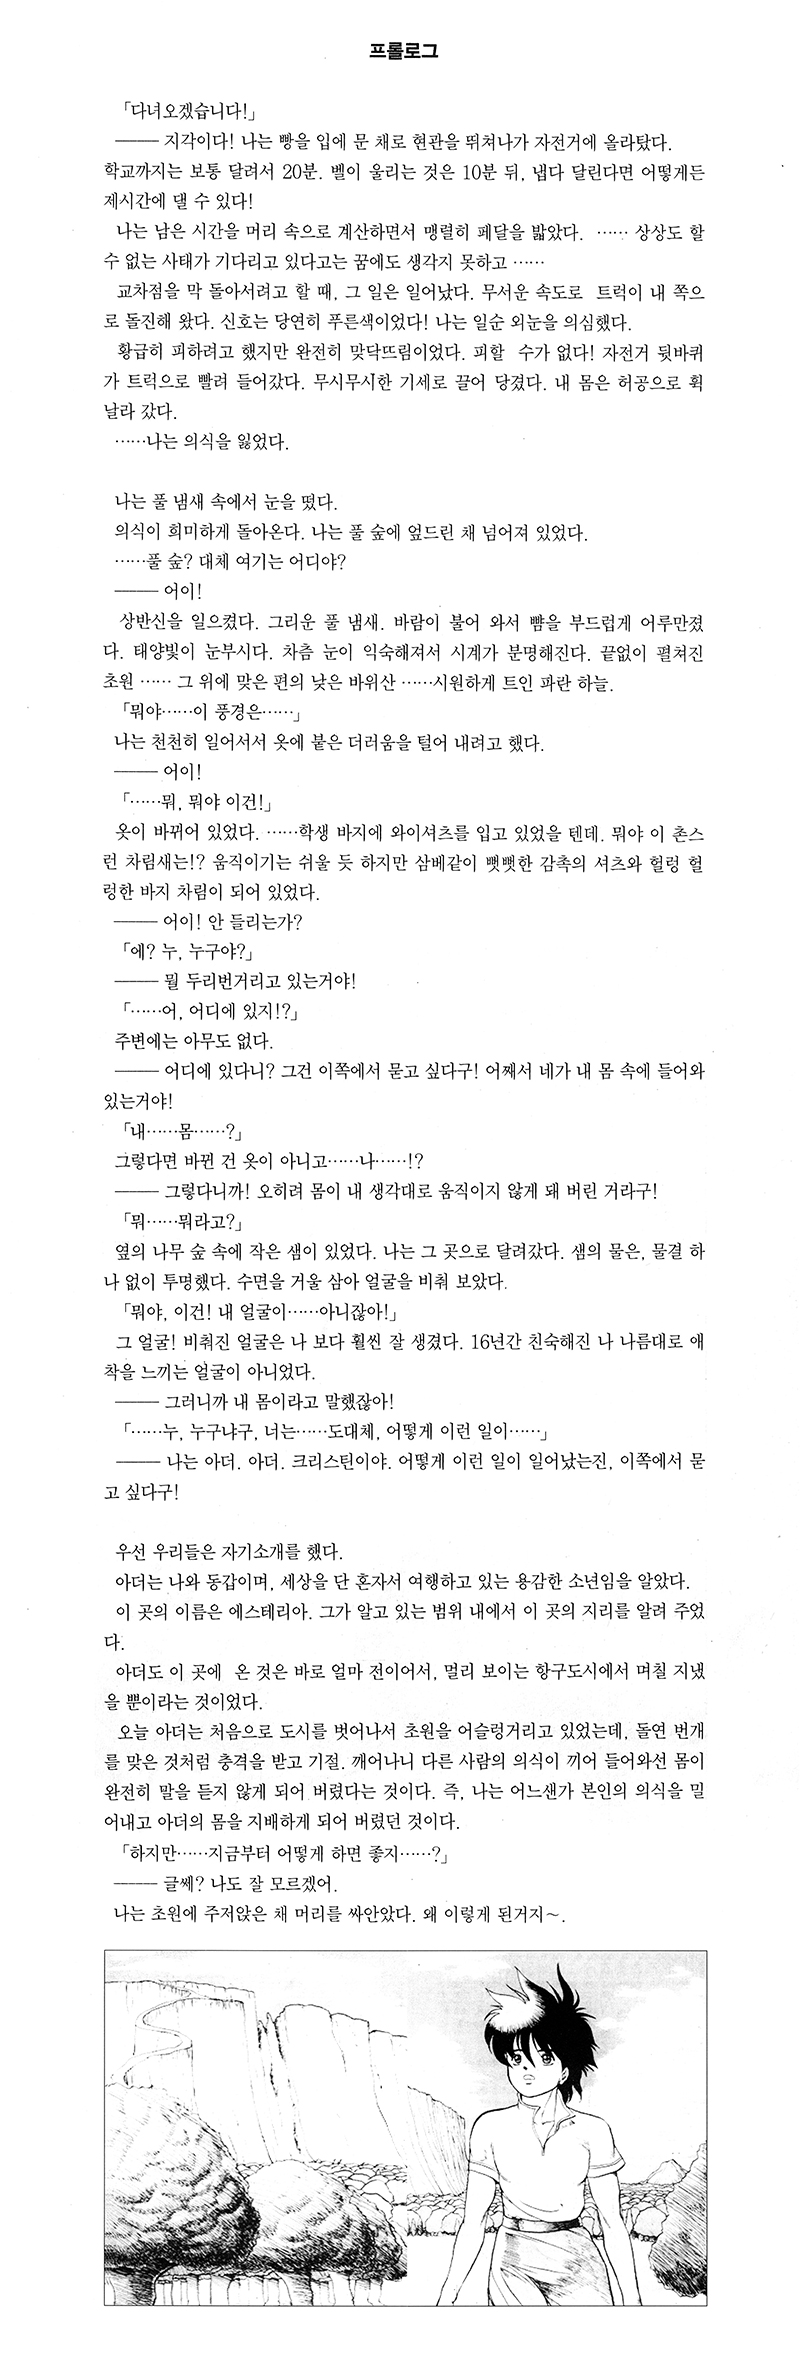 프롤로그
「다녀오겠습니다!」
――― 지각이다! 나는 빵을 입에 문 채로 현관을 뛰쳐나가 자전거에 올라탔다.
학교까지는 보통 달려서 20분. 벨이 울리는 것은 10분 뒤, 냅다 달린다면 어떻게든
제시간에 댈 수 있다!
나는 남은 시간을 머리 속으로 계산하면서 맹렬히 페달을 밟았다. …… 상상도 할
수 없는 사태가 기다리고 있다고는 꿈에도 생각지 못하고 ……
교차점을 막 돌아서려고 할 때, 그 일은 일어났다. 무서운 속도로 트럭이 내 쪽으
로 돌진해 왔다. 신호는 당연히 푸른색이었다! 나는 일순 외눈을 의심했다.
황급히 피하려고 했지만 완전히 맞닥뜨림이었다. 피할 수가 없다! 자전거 뒷바퀴
가 트럭으로 빨려 들어갔다. 무시무시한 기세로 끌어 당겼다. 내 몸은 허공으로 획
날라 갔다.
……나는 의식을 잃었다.
나는 풀 냄새 속에서 눈을 떴다.
의식이 희미하게 돌아온다. 나는 풀 숲에 엎드린 채 넘어져 있었다.
……풀 숲? 대체 여기는 어디야?
――― 어이!
상반신을 일으켰다. 그리운 풀 냄새. 바람이 불어 와서 뺨을 부드럽게 어루만졌
다. 태양빛이 눈부시다. 차츰 눈이 익숙해져서 시계가 분명해진다. 끝없이 펼쳐진
초원 …… 그 위에 맞은 편의 낮은 바위산 ……시원하게 트인 파란 하늘.
「뭐야……이 풍경은……」
나는 천천히 일어서서 옷에 붙은 더러움을 털어 내려고 했다.
――― 어이!
「……뭐, 뭐야 이건!」
옷이 바뀌어 있었다. ……학생 바지에 와이셔츠를 입고 있었을 텐데. 뭐야 이 촌스
런 차림새는!? 움직이기는 쉬울 듯 하지만 삼베같이 뻣뻣한 감촉의 셔츠와 헐렁 헐
렁한 바지 차림이 되어 있었다.
――― 어이! 안 들리는가?
「에? 누, 누구야?」
――― 뭘 두리번거리고 있는거야!
「……어, 어디에 있지!?」
주변에는 아무도 없다.
――― 어디에 있다니? 그건 이쪽에서 묻고 싶다구! 어째서 네가 내 몸 속에 들어와
있는거야!
「내……몸……?」
그렇다면 바뀐 건 옷이 아니고……나……!?
――― 그렇다니까! 오히려 몸이 내 생각대로 움직이지 않게 돼 버린 거라구!
「뭐……뭐라고?」
옆의 나무 숲 속에 작은 샘이 있었다. 나는 그 곳으로 달려갔다. 샘의 물은, 물결 하
나 없이 투명했다. 수면을 거울 삼아 얼굴을 비춰 보았다.
「뭐야, 이건! 내 얼굴이……아니잖아!」
그 얼굴! 비춰진 얼굴은 나 보다 훨씬 잘 생겼다. 16년간 친숙해진 나 나름대로 애
착을 느끼는 얼굴이 아니었다.
――― 그러니까 내 몸이라고 말했잖아!
「……누, 누구냐구, 너는……도대체, 어떻게 이런 일이……」
――― 나는 아더. 아더. 크리스틴이야. 어떻게 이런 일이 일어났는진, 이쪽에서 묻
고 싶다구!
우선 우리들은 자기소개를 했다.
아더는 나와 동갑이며, 세상을 단 혼자서 여행하고 있는 용감한 소년임을 알았다.
이 곳의 이름은 에스테리아. 그가 알고 있는 범위 내에서 이 곳의 지리를 알려 주었
다.
아더도 이 곳에 온 것은 바로 얼마 전이어서, 멀리 보이는 항구도시에서 며칠 지냈
을 뿐이라는 것이었다.
오늘 아더는 처음으로 도시를 벗어나서 초원을 어슬렁거리고 있었는데, 돌연 번개
를 맞은 것처럼 충격을 받고 기절. 깨어나니 다른 사람의 의식이 끼어 들어와선 몸이
완전히 말을 듣지 않게 되어 버렸다는 것이다. 즉, 나는 어느샌가 본인의 의식을 밀
어내고 아더의 몸을 지배하게 되어 버렸던 것이다.
「하지만……지금부터 어떻게 하면 좋지……?」
――― 글쎄? 나도 잘 모르겠어.
나는 초원에 주저앉은 채 머리를 싸안았다. 왜 이렇게 된거지~.